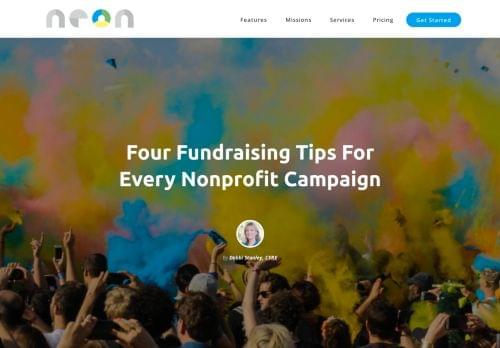 neon
Features Missions Services Pricing Get Started
Four Fundraising Tips For
Every Nonprofit Campaign
By Debbi Stanley, CFRE